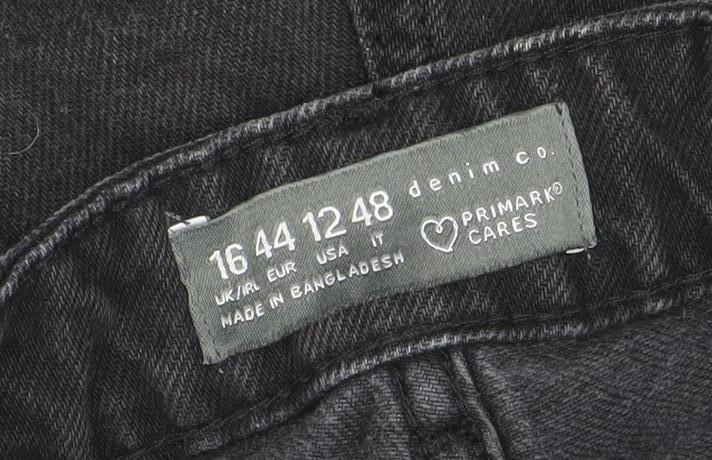 denim co.
16 44 12 48
UK/IRL EUR USA IT
MADE IN BANGLADESH
PRIMARK®
CARES